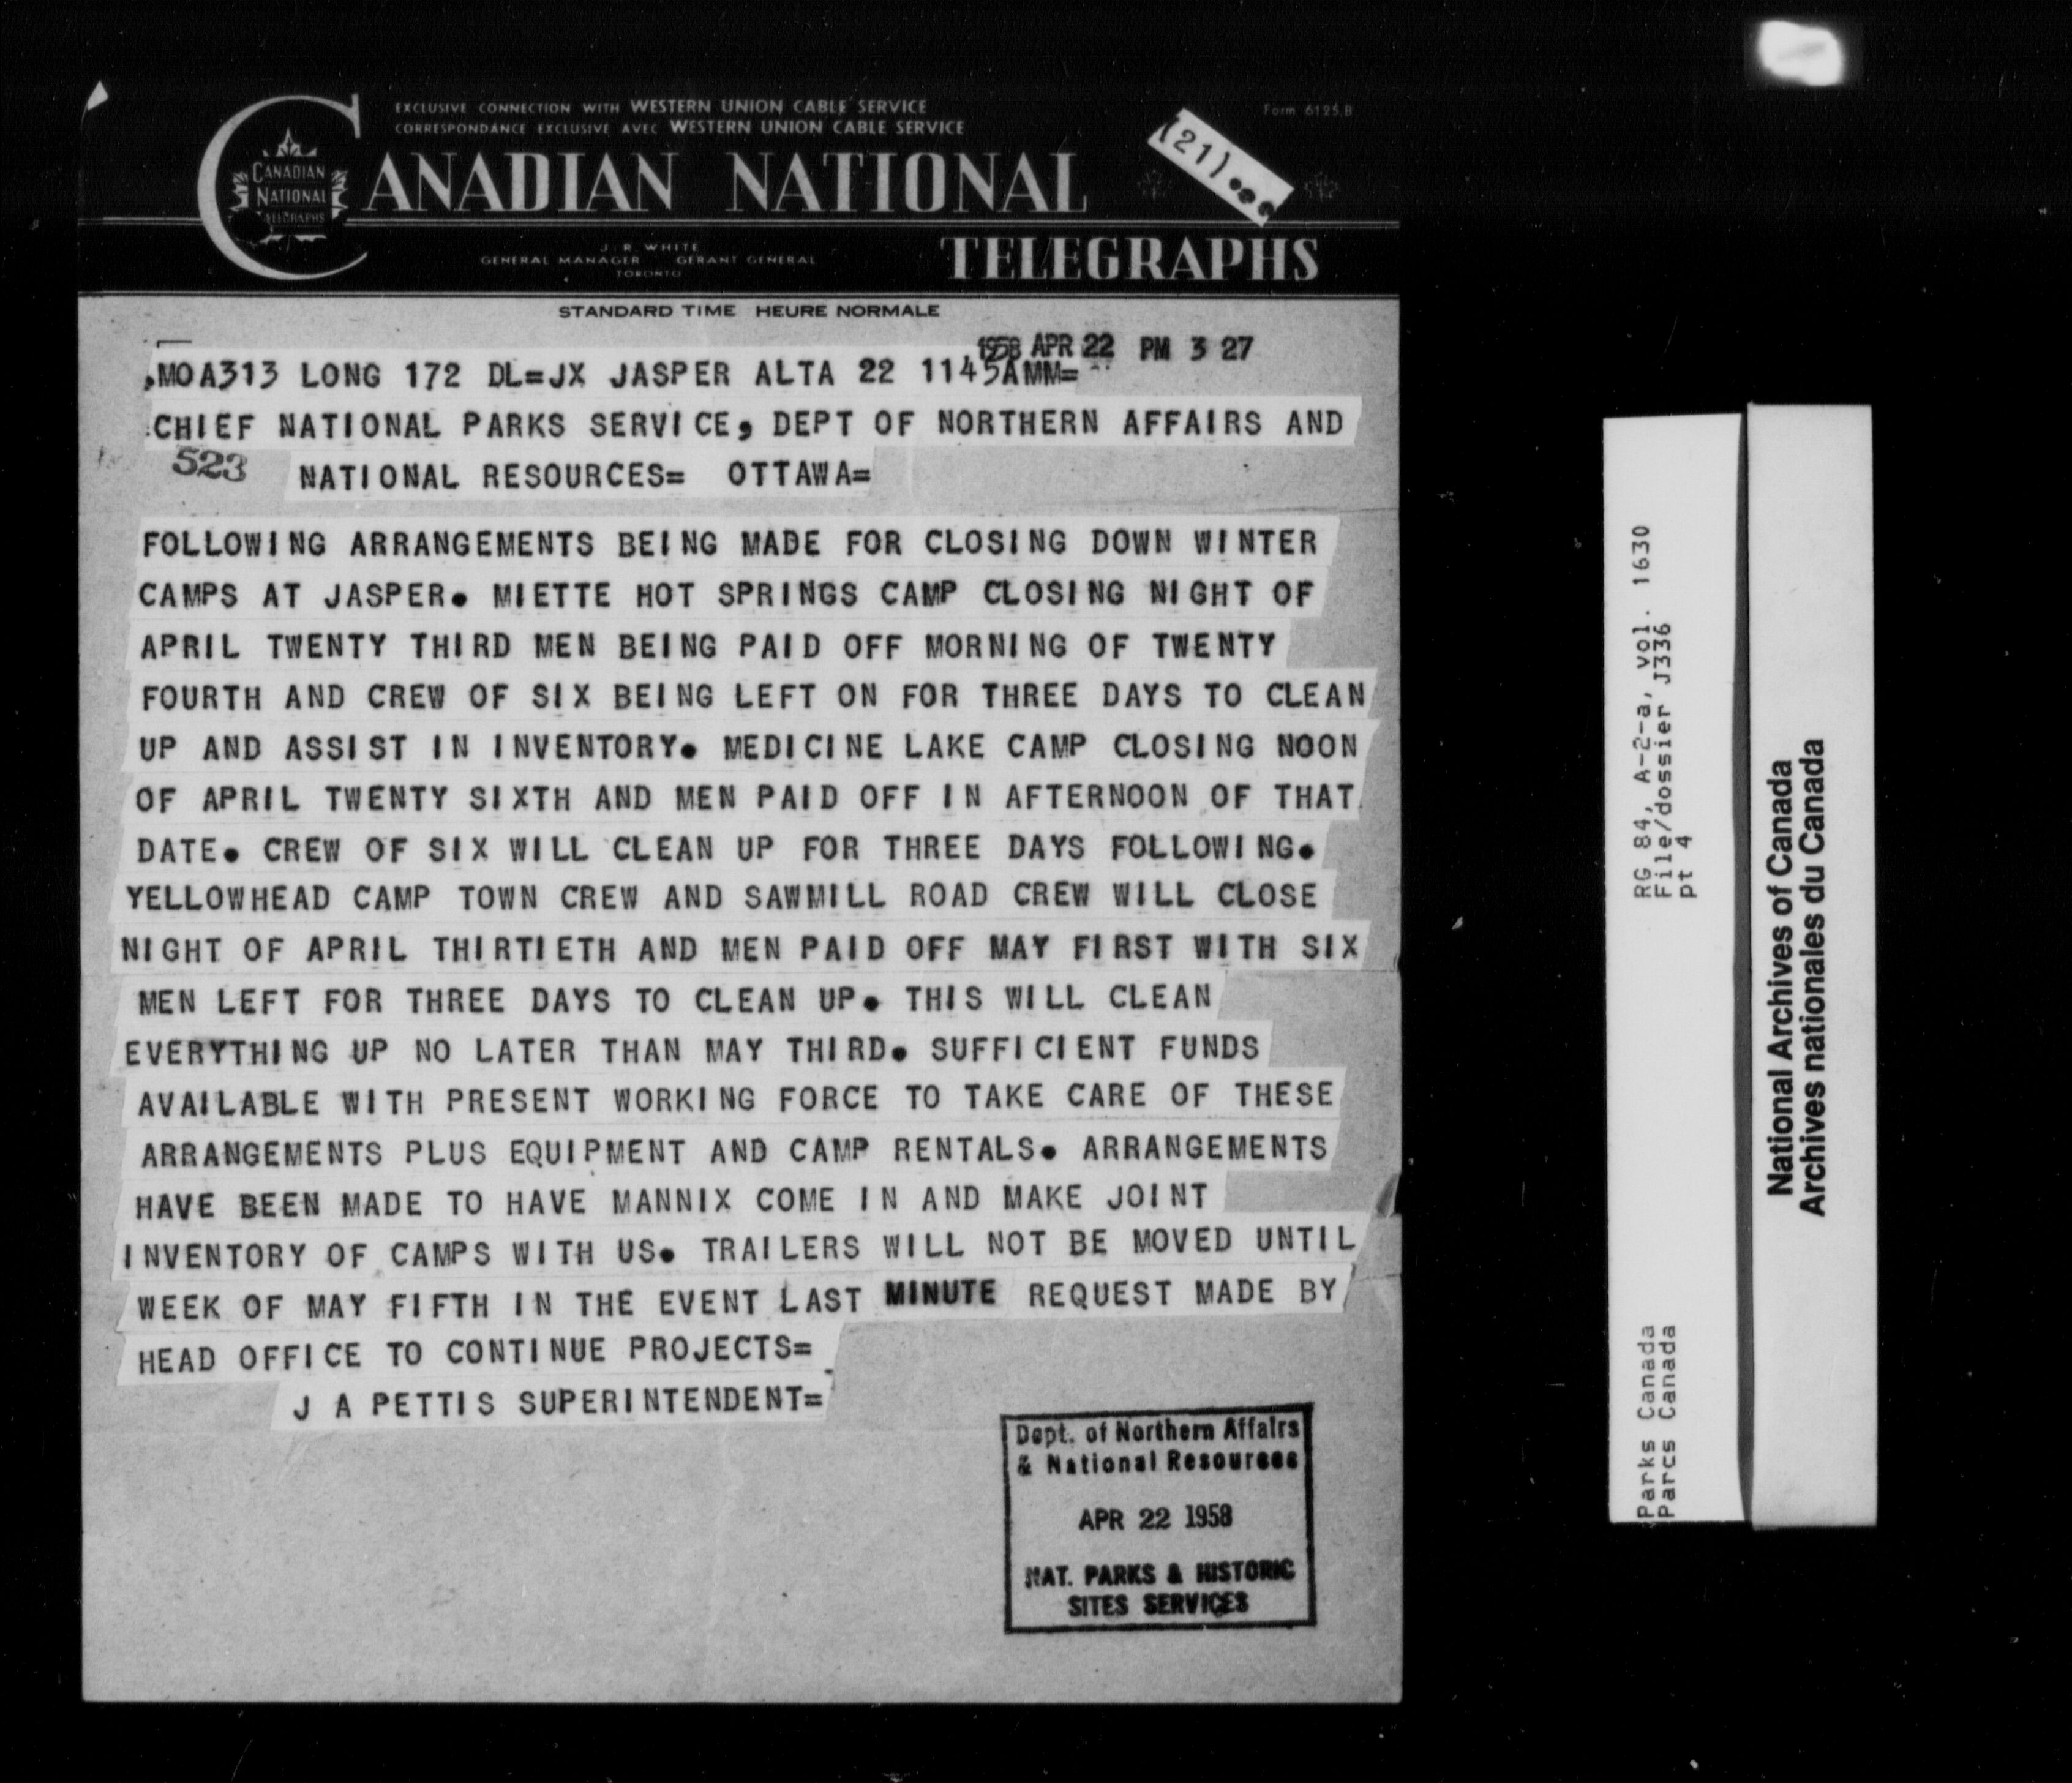 EXCLUSIVE CONNECTION WITH WESTERN UNION CABLE SERVICE
CORRESPONDANCE EXCLUSIVE AVEC WESTERN UNION CABLE SERVICE
Form 6125.B
CANADIAN NATIONAL
CANADIAN
NATIONAL
TELEGRAPHS
(21)...
TELEGRAPHS
J. R. WHITE
GENERAL MANAGER GERANT GENERAL
TORONTO
STANDARD TIME HEURE NORMALE
1958 APR 22 PM 3 27
MOA313 LONG 172 DL=JX JASPER ALTA 22 1145AMM=
CHIEF NATIONAL PARKS SERVICE, DEPT OF NORTHERN AFFAIRS AND
523 NATIONAL RESOURCES= OTTAWA=
FOLLOWING ARRANGEMENTS BEING MADE FOR CLOSING DOWN WINTER
CAMPS AT JASPER. MIETTE HOT SPRINGS CAMP CLOSING NIGHT OF
APRIL TWENTY THIRD MEN BEING PAID OFF MORNING OF TWENTY
FOURTH AND CREW OF SIX BEING LEFT ON FOR THREE DAYS TO CLEAN
UP AND ASSIST IN INVENTORY. MEDICINE LAKE CAMP CLOSING NOON
OF APRIL TWENTY SIXTH AND MEN PAID OFF IN AFTERNOON OF THAT
DATE. CREW OF SIX WILL CLEAN UP FOR THREE DAYS FOLLOWING.
YELLOWHEAD CAMP TOWN CREW AND SAWMILL ROAD CREW WILL CLOSE
NIGHT OF APRIL THIRTIETH AND MEN PAID OFF MAY FIRST WITH SIX
MEN LEFT FOR THREE DAYS TO CLEAN UP. THIS WILL CLEAN
EVERYTHING UP NO LATER THAN MAY THIRD. SUFFICIENT FUNDS
AVAILABLE WITH PRESENT WORKING FORCE TO TAKE CARE OF THESE
ARRANGEMENTS PLUS EQUIPMENT AND CAMP RENTALS. ARRANGEMENTS
HAVE BEEN MADE TO HAVE MANNIX COME IN AND MAKE JOINT
INVENTORY OF CAMPS WITH US. TRAILERS WILL NOT BE MOVED UNTIL
WEEK OF MAY FIFTH IN THE EVENT LAST MINUTE REQUEST MADE BY
HEAD OFFICE TO CONTINUE PROJECTS=
J A PETTIS SUPERINTENDENT=
Dept. of Northern Affairs
& National Resources
APR 22 1958
NAT. PARKS & HISTORIC
SITES SERVICES
Parks Canada
Parcs Canada
RG 84, A-2-a, vol. 1630
File/dossier J336
pt 4
National Archives of Canada
Archives nationales du Canada